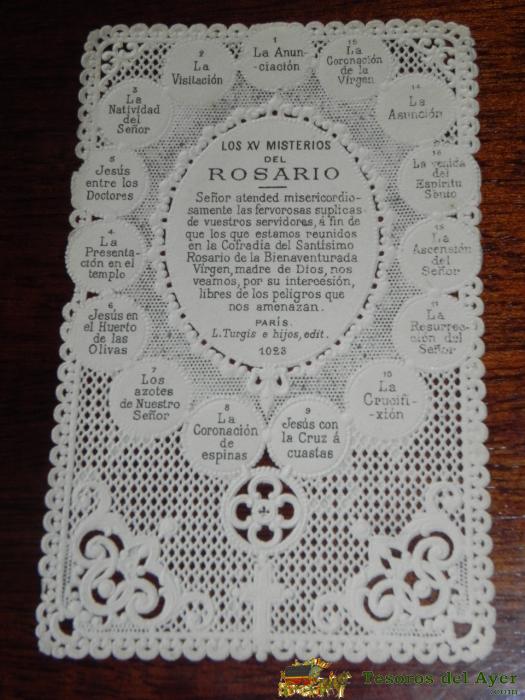 1
La Anun-
-ciación
2
La
Visitación
3
La
Natividad
del
Señor
5
Jesús
entre los
Doctores
4
La
Presenta-
ción en el
templo
6
Jesús en
el Huerto
de las
Olivas
7
Los
azotes
de Nuestro
Señor
8
La
Coronación
de
espinas
9
Jesús con
la Cruz á
cuastas
10
La
Crucifi-
-xión
11
La
Resurrec-
ción del
Señor
La
Ascensión
del
Señor
La venida
del
Espiritu
Santo
14
La
Asunción
15
La
Coronación
de la
Virgen
LOS XV MISTERIOS
DEL
ROSARIO
Señor atended misericordio-
samente las fervorosas suplicas
de vuestros servidores, á fin de
que los que estamos reunidos
en la Cofradia del Santísimo
Rosario de la Bienaventurada
Virgen, madre de Dios, nos
veamos, por su intercesión,
libres de los peligros que
nos amenazan.
PARÍS.
L. Turgis e hijos, edit.
1023
Tesoros del Ayer
.com